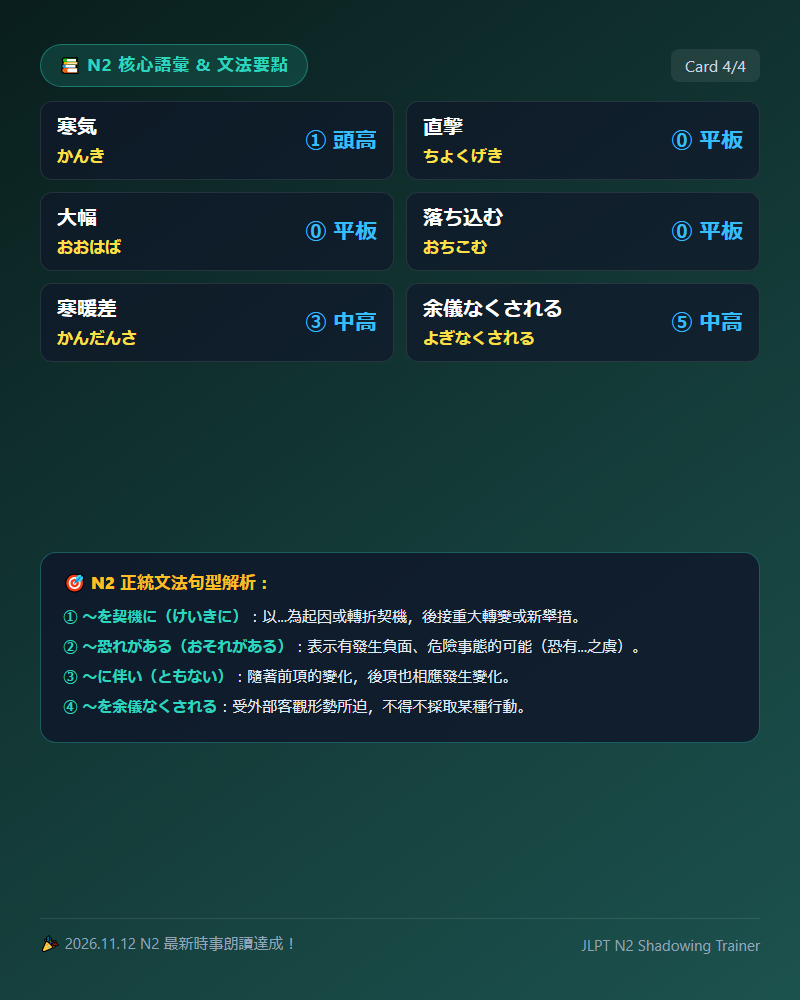 📚 N2 核心語彙 & 文法要點
Card 4/4
寒気
かんき
① 頭高
直撃
ちょくげき
⓪ 平板
大幅
おおはば
⓪ 平板
落ち込む
おちこむ
⓪ 平板
寒暖差
かんだんさ
③ 中高
余儀なくされる
よぎなくされる
⑤ 中高
🎯 N2 正統文法句型解析：
① ～を契機に（けいきに）：以...為起因或轉折契機，後接重大轉變或新舉措。
② ～恐れがある（おそれがある）：表示有發生負面、危險事態的可能（恐有...之虞）。
③ ～に伴い（ともない）：隨著前項的變化，後項也相應發生變化。
④ ～を余儀なくされる：受外部客觀形勢所迫，不得不採取某種行動。
🎉 2026.11.12 N2 最新時事朗讀達成！
JLPT N2 Shadowing Trainer